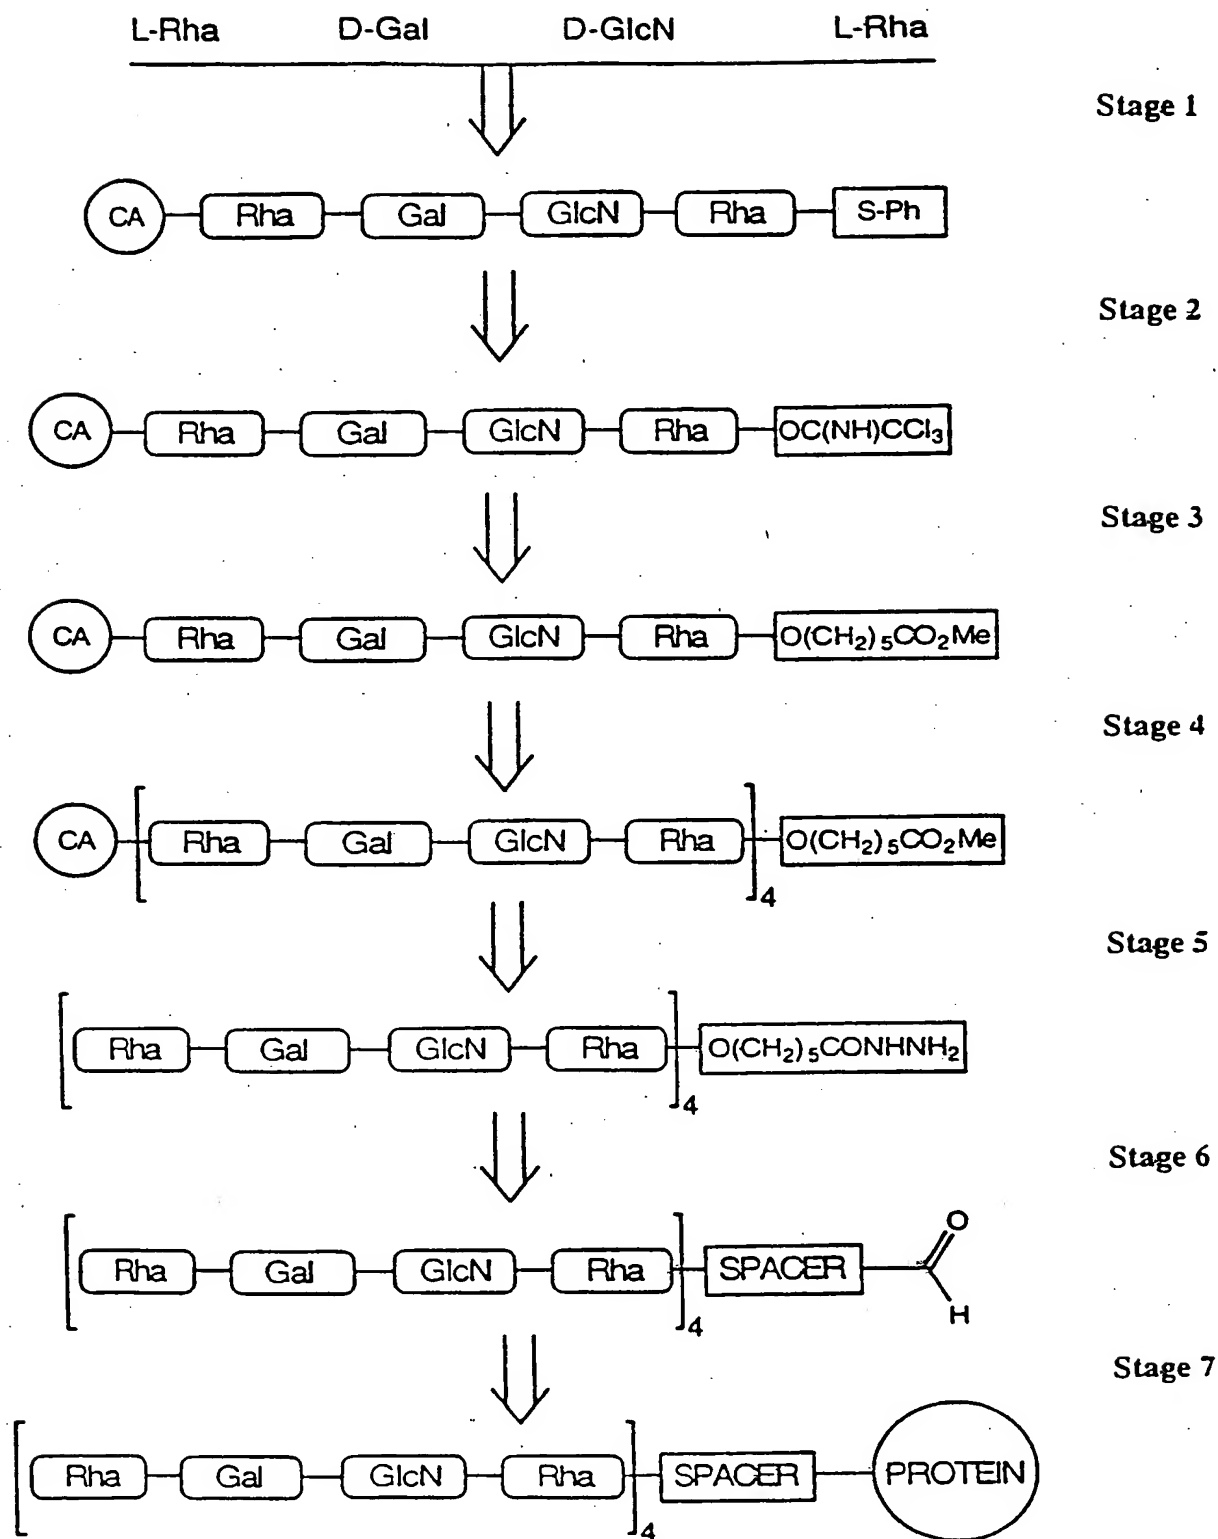 L-Rha D-Gal D-GlcN L-Rha
Stage 1
CA Rha Gal GlcN Rha S-Ph
Stage 2
CA Rha Gal GlcN Rha OC(NH)CCl₃
Stage 3
CA Rha Gal GlcN Rha O(CH₂)₅CO₂Me
Stage 4
CA [ Rha Gal GlcN Rha ]₄ O(CH₂)₅CO₂Me
Stage 5
[ Rha Gal GlcN Rha ]₄ O(CH₂)₅CONHNH₂
Stage 6
[ Rha Gal GlcN Rha ]₄ SPACER O H
Stage 7
[ Rha Gal GlcN Rha ]₄ SPACER PROTEIN